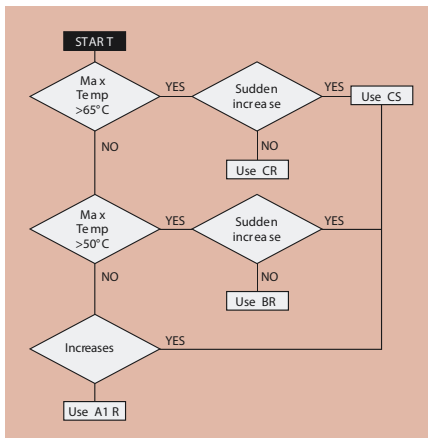 START
Max
Temp
>65°C
YES
Sudden
increase
YES
Use CS
NO
NO
Use CR
Max
Temp
>50°C
YES
Sudden
increase
YES
NO
NO
Use BR
Increases
YES
Use A1R